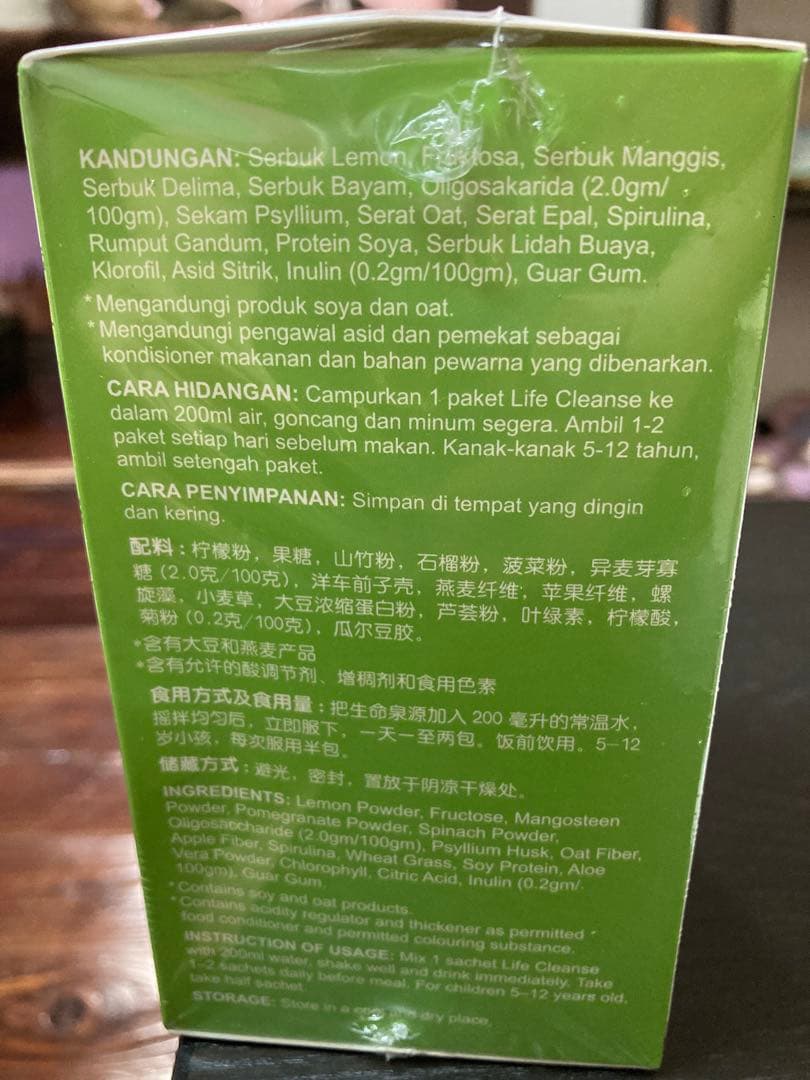 KANDUNGAN: Serbuk Lemon, Fruktosa, Serbuk Manggis,
Serbuk Delima, Serbuk Bayam, Oligosakarida (2.0gm/
100gm), Sekam Psyllium, Serat Oat, Serat Epal, Spirulina,
Rumput Gandum, Protein Soya, Serbuk Lidah Buaya,
Klorofil, Asid Sitrik, Inulin (0.2gm/100gm), Guar Gum.
*Mengandungi produk soya dan oat.
*Mengandungi pengawal asid dan pemekat sebagai
kondisioner makanan dan bahan pewarna yang dibenarkan.
CARA HIDANGAN: Campurkan 1 paket Life Cleanse ke
dalam 200ml air, goncang dan minum segera. Ambil 1-2
paket setiap hari sebelum makan. Kanak-kanak 5-12 tahun,
ambil setengah paket.
CARA PENYIMPANAN: Simpan di tempat yang dingin
dan kering.
配料：柠檬粉，果糖，山竹粉，石榴粉，菠菜粉，异麦芽寡
糖（2.0克/100克），洋车前子壳，燕麦纤维，苹果纤维，螺
旋藻，小麦草，大豆浓缩蛋白粉，芦荟粉，叶绿素，柠檬酸，
菊粉（0.2克/100克），瓜尔豆胶。
*含有大豆和燕麦产品
*含有允许的酸调节剂、增稠剂和食用色素
食用方式及食用量：把生命泉源加入 200 毫升的常温水，
摇拌均匀后，立即服下，一天一至两包。饭前饮用。5–12
岁小孩，每次服用半包。
储藏方式：避光，密封，置放于阴凉干燥处。
INGREDIENTS: Lemon Powder, Fructose, Mangosteen
Powder, Pomegranate Powder, Spinach Powder,
Oligosaccharide (2.0gm/100gm), Psyllium Husk, Oat Fiber,
Apple Fiber, Spirulina, Wheat Grass, Soy Protein, Aloe
Vera Powder, Chlorophyll, Citric Acid, Inulin (0.2gm/
100gm), Guar Gum.
*Contains soy and oat products.
*Contains acidity regulator and thickener as permitted
food conditioner and permitted colouring substance.
INSTRUCTION OF USAGE: Mix 1 sachet Life Cleanse
with 200ml water, shake well and drink immediately. Take
1–2 sachets daily before meal. For children 5–12 years old,
take half sachet.
STORAGE: Store in a cool and dry place.